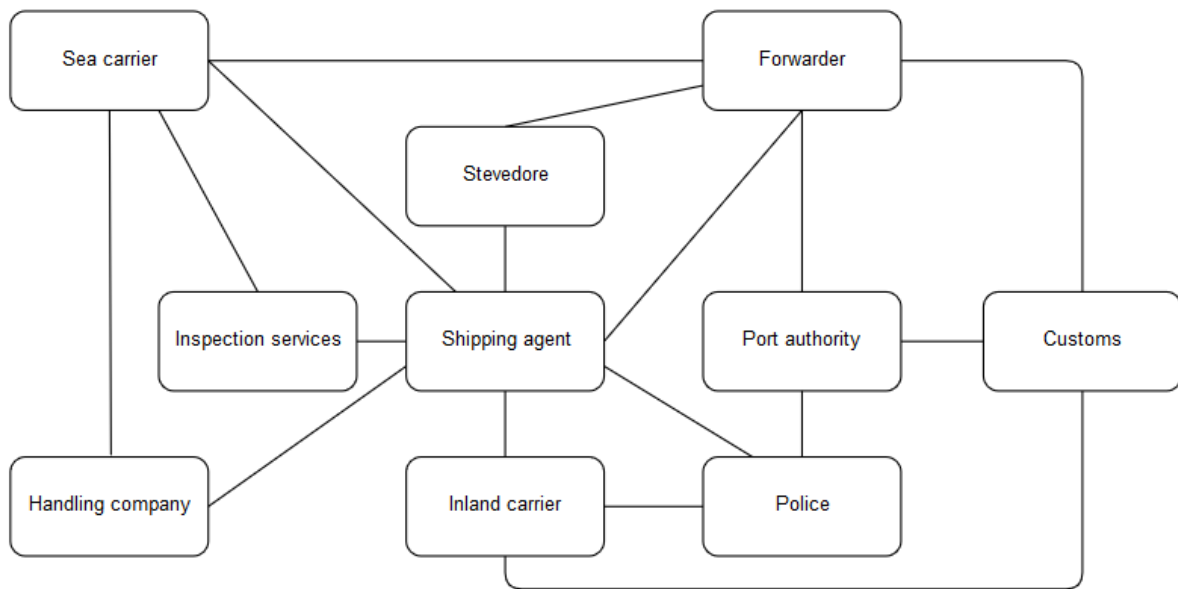 Sea carrier
Forwarder
Stevedore
Inspection services
Shipping agent
Port authority
Customs
Handling company
Inland carrier
Police